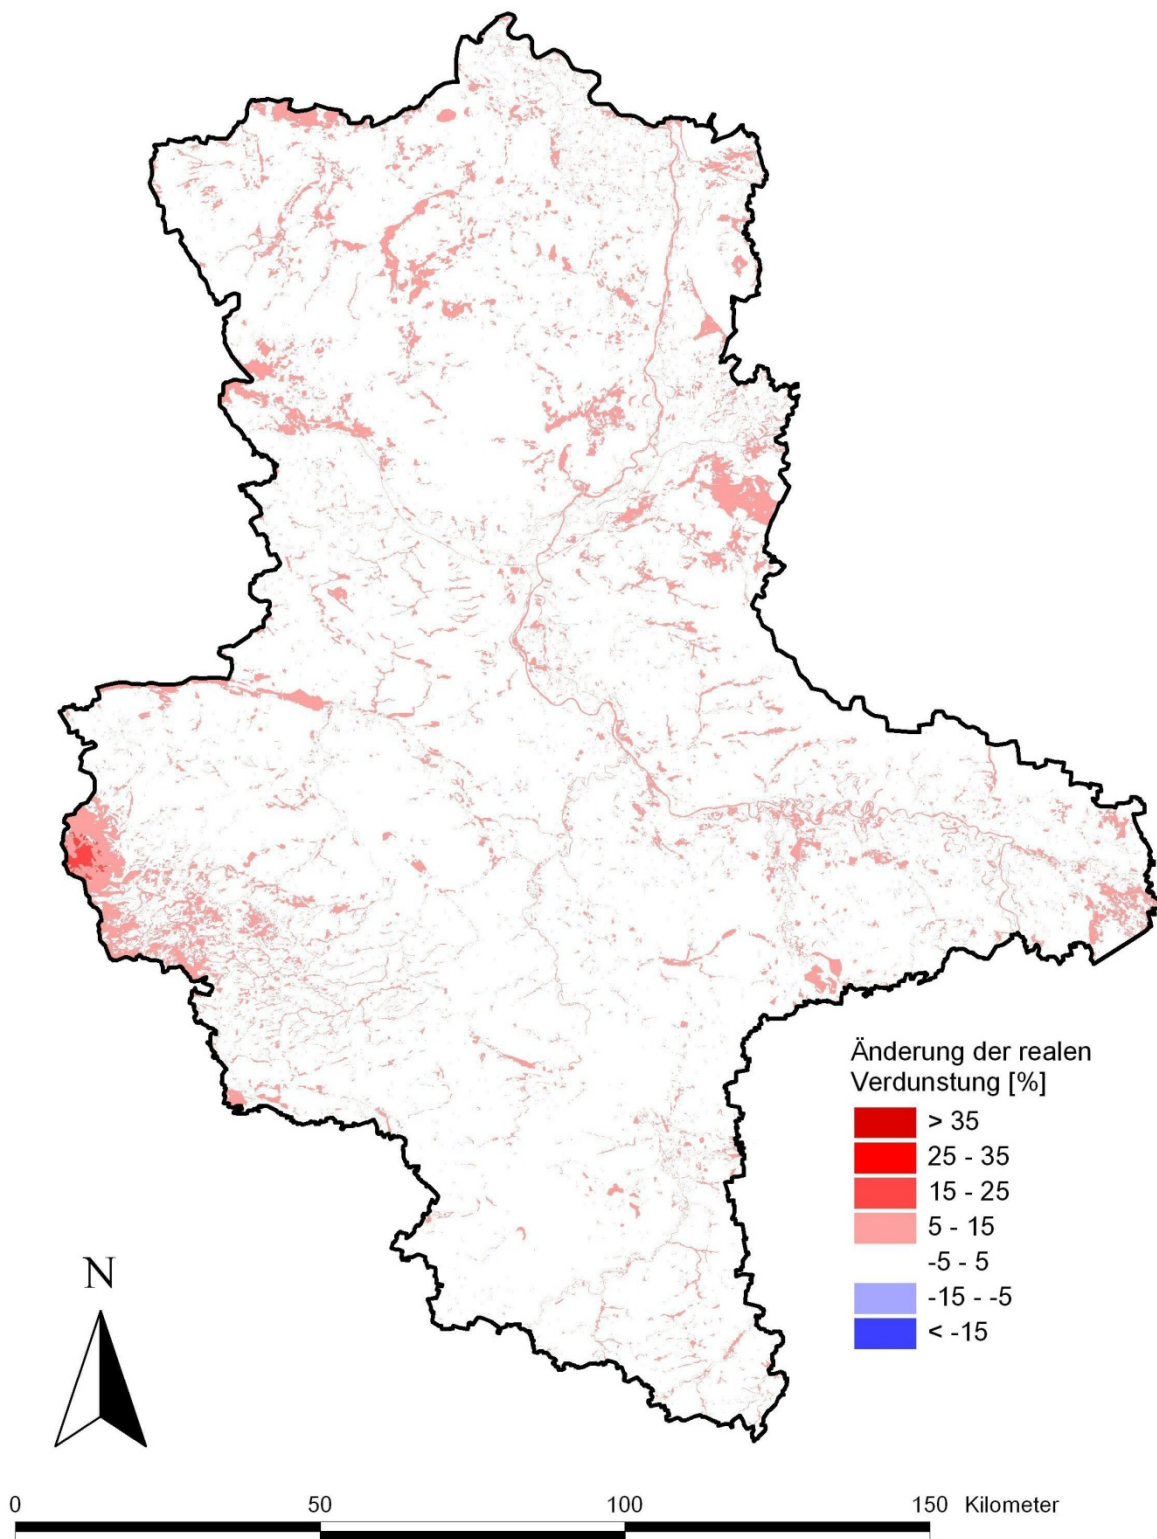 Änderung der realen
Verdunstung [%]
> 35
25 - 35
15 - 25
5 - 15
-5 - 5
-15 - -5
< -15
N
0 50 100 150 Kilometer